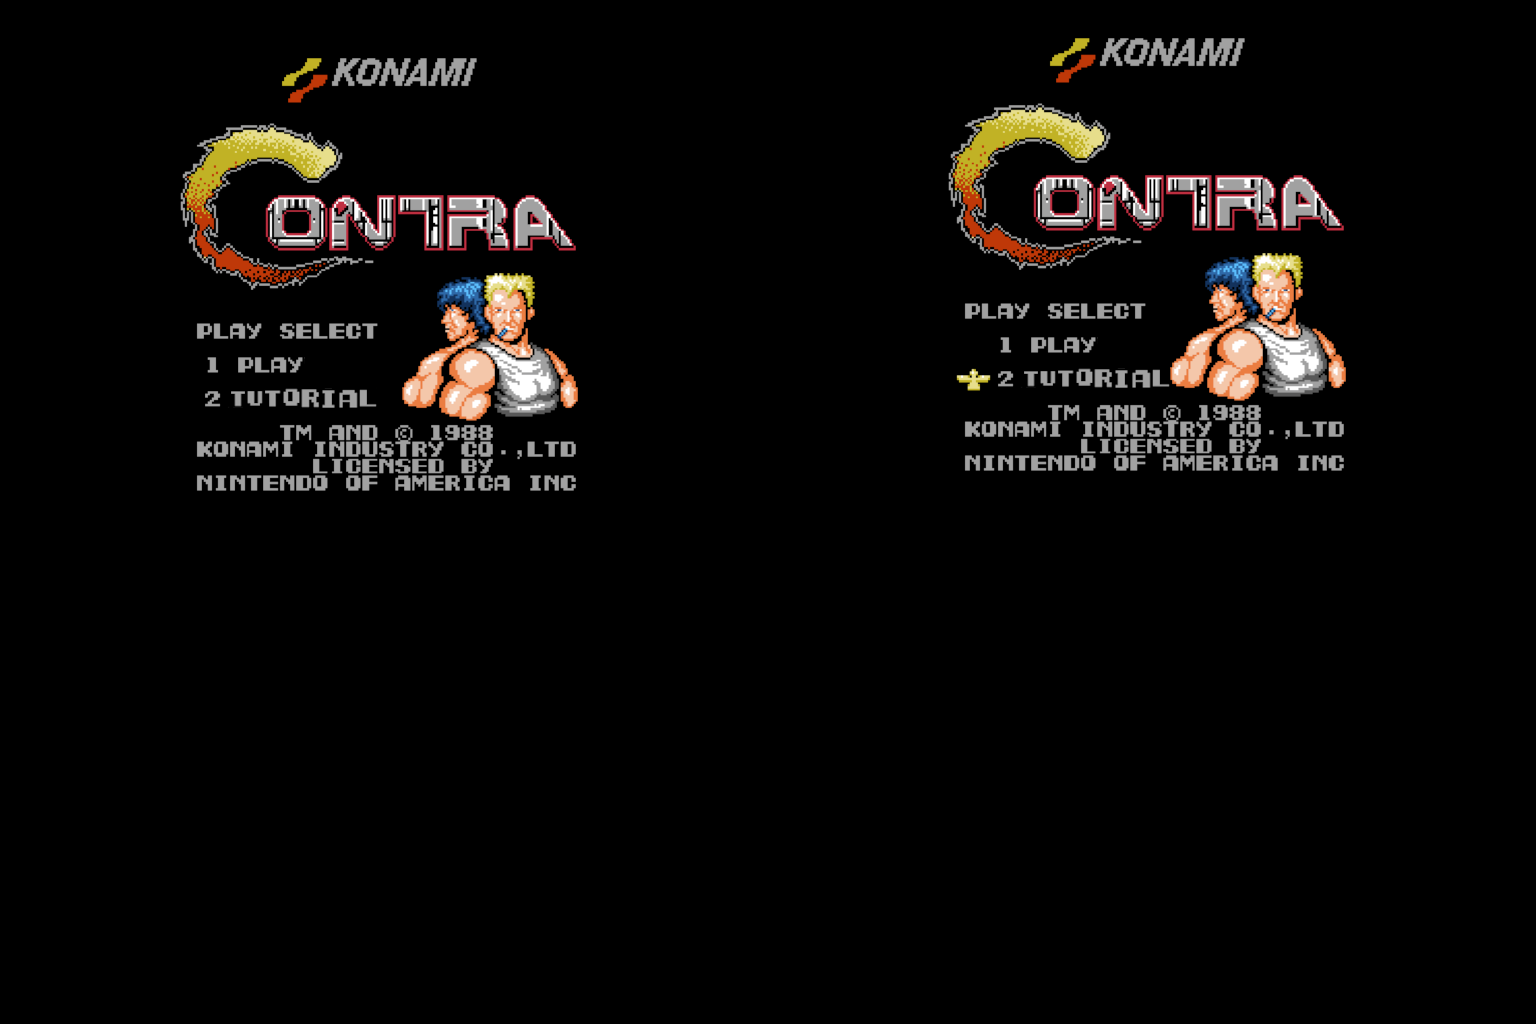 KONAMI
CONTRA
PLAY SELECT
1 PLAY
2 TUTORIAL
TM AND © 1988
KONAMI INDUSTRY CO.,LTD
LICENSED BY
NINTENDO OF AMERICA INC
KONAMI
CONTRA
PLAY SELECT
1 PLAY
2 TUTORIAL
TM AND © 1988
KONAMI INDUSTRY CO.,LTD
LICENSED BY
NINTENDO OF AMERICA INC